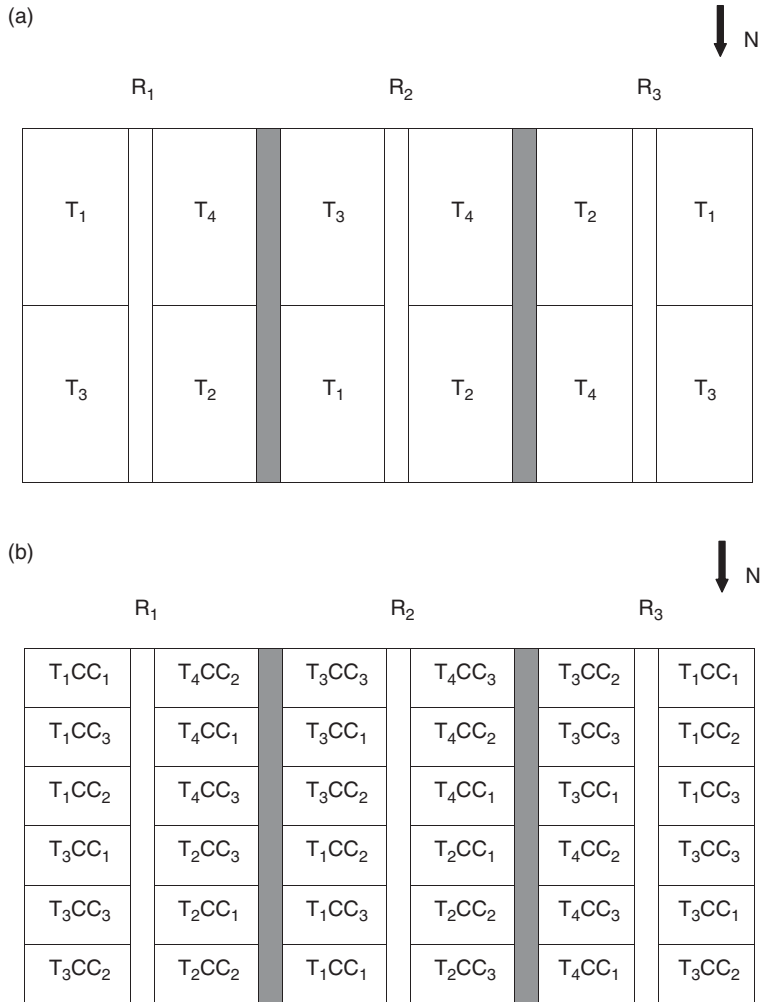 (a)
N
R₁ R₂ R₃
T₁ T₄ T₃ T₄ T₂ T₁
T₃ T₂ T₁ T₂ T₄ T₃
(b)
N
R₁ R₂ R₃
T₁CC₁ T₄CC₂ T₃CC₃ T₄CC₃ T₃CC₂ T₁CC₁
T₁CC₃ T₄CC₁ T₃CC₁ T₄CC₂ T₃CC₃ T₁CC₂
T₁CC₂ T₄CC₃ T₃CC₂ T₄CC₁ T₃CC₁ T₁CC₃
T₃CC₁ T₂CC₃ T₁CC₂ T₂CC₁ T₄CC₂ T₃CC₃
T₃CC₃ T₂CC₁ T₁CC₃ T₂CC₂ T₄CC₃ T₃CC₁
T₃CC₂ T₂CC₂ T₁CC₁ T₂CC₃ T₄CC₁ T₃CC₂